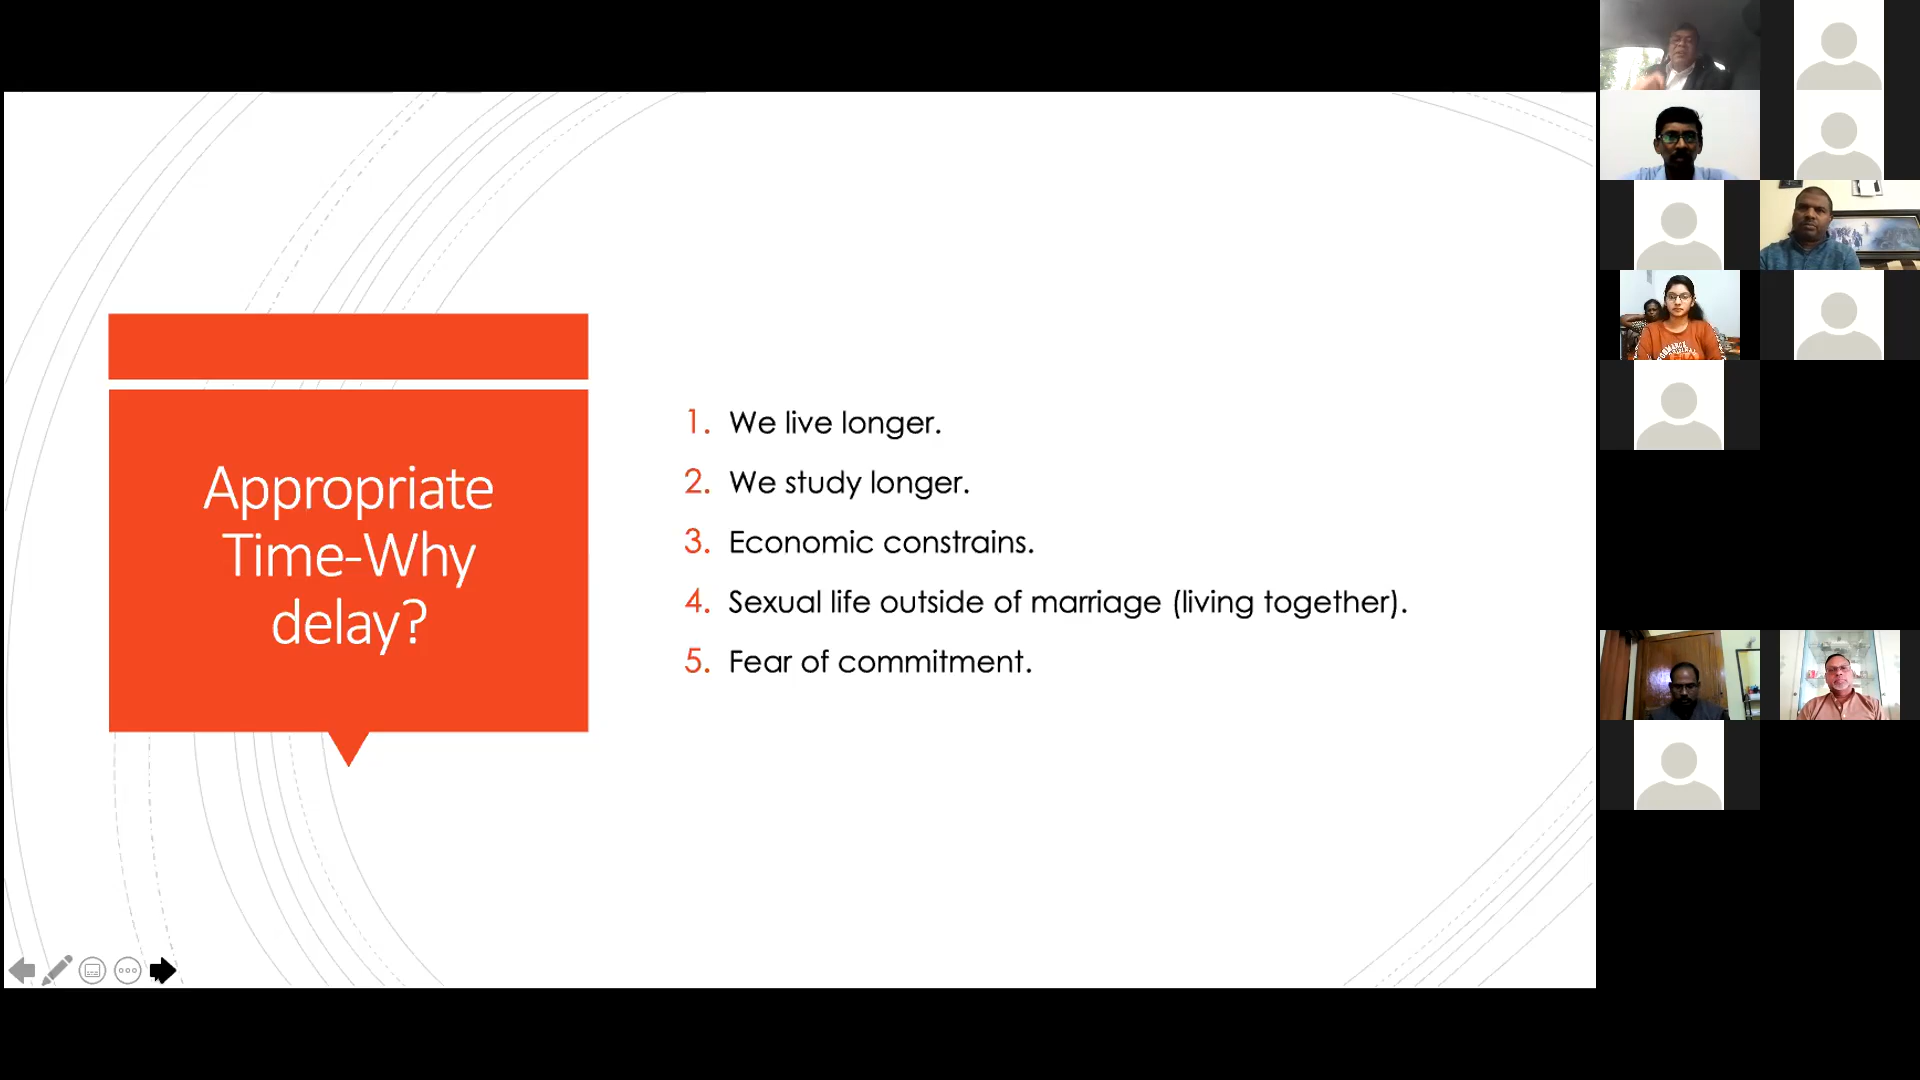 Appropriate
Time-Why
delay?
1. We live longer.
2. We study longer.
3. Economic constrains.
4. Sexual life outside of marriage (living together).
5. Fear of commitment.